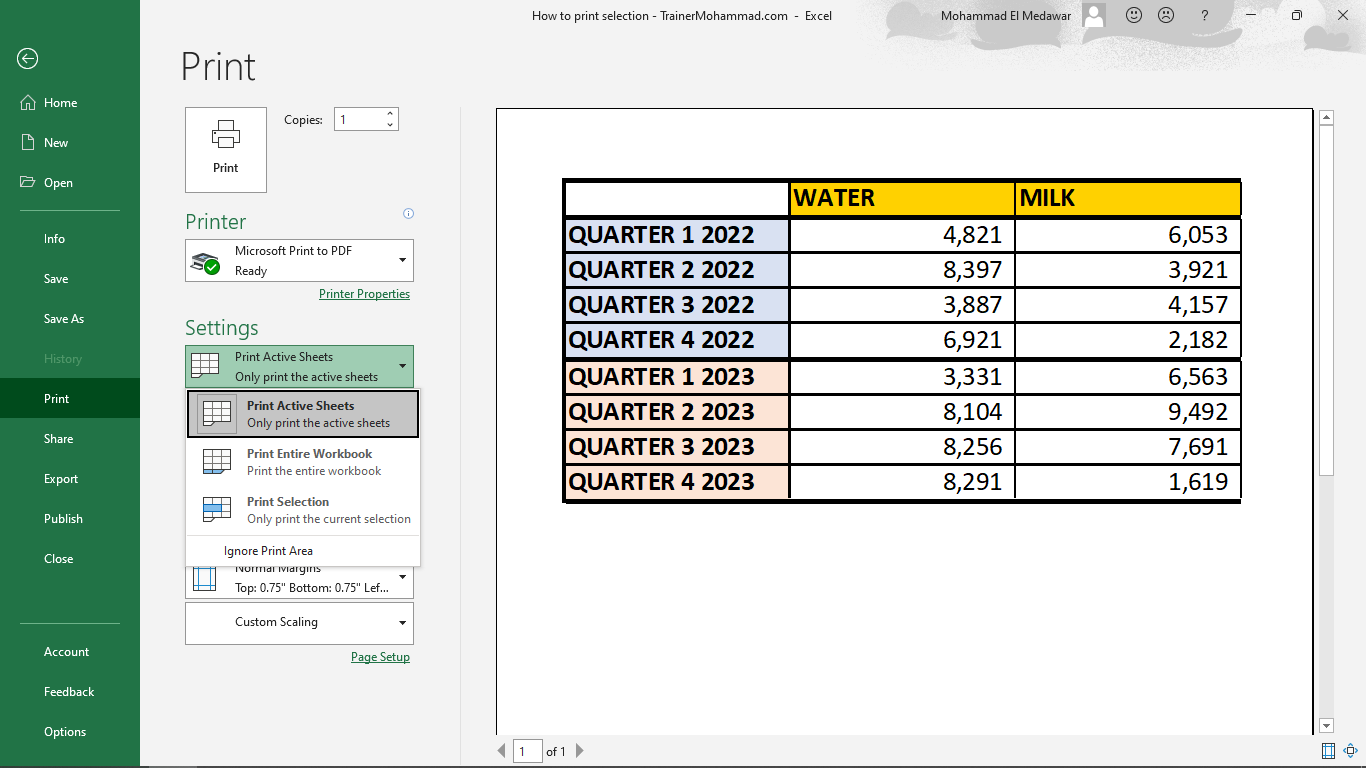 How to print selection - TrainerMohammad.com - Excel
Mohammad El Medawar
?
Home
New
Open
Info
Save
Save As
History
Print
Share
Export
Publish
Close
Account
Feedback
Options
Print
Print
Copies: 1
Printer
Microsoft Print to PDF
Ready
Printer Properties
Settings
Print Active Sheets
Only print the active sheets
Print Active Sheets
Only print the active sheets
Print Entire Workbook
Print the entire workbook
Print Selection
Only print the current selection
Ignore Print Area
Normal Margins
Top: 0.75" Bottom: 0.75" Lef...
Custom Scaling
Page Setup
WATER MILK
QUARTER 1 2022 4,821 6,053
QUARTER 2 2022 8,397 3,921
QUARTER 3 2022 3,887 4,157
QUARTER 4 2022 6,921 2,182
QUARTER 1 2023 3,331 6,563
QUARTER 2 2023 8,104 9,492
QUARTER 3 2023 8,256 7,691
QUARTER 4 2023 8,291 1,619
1 of 1